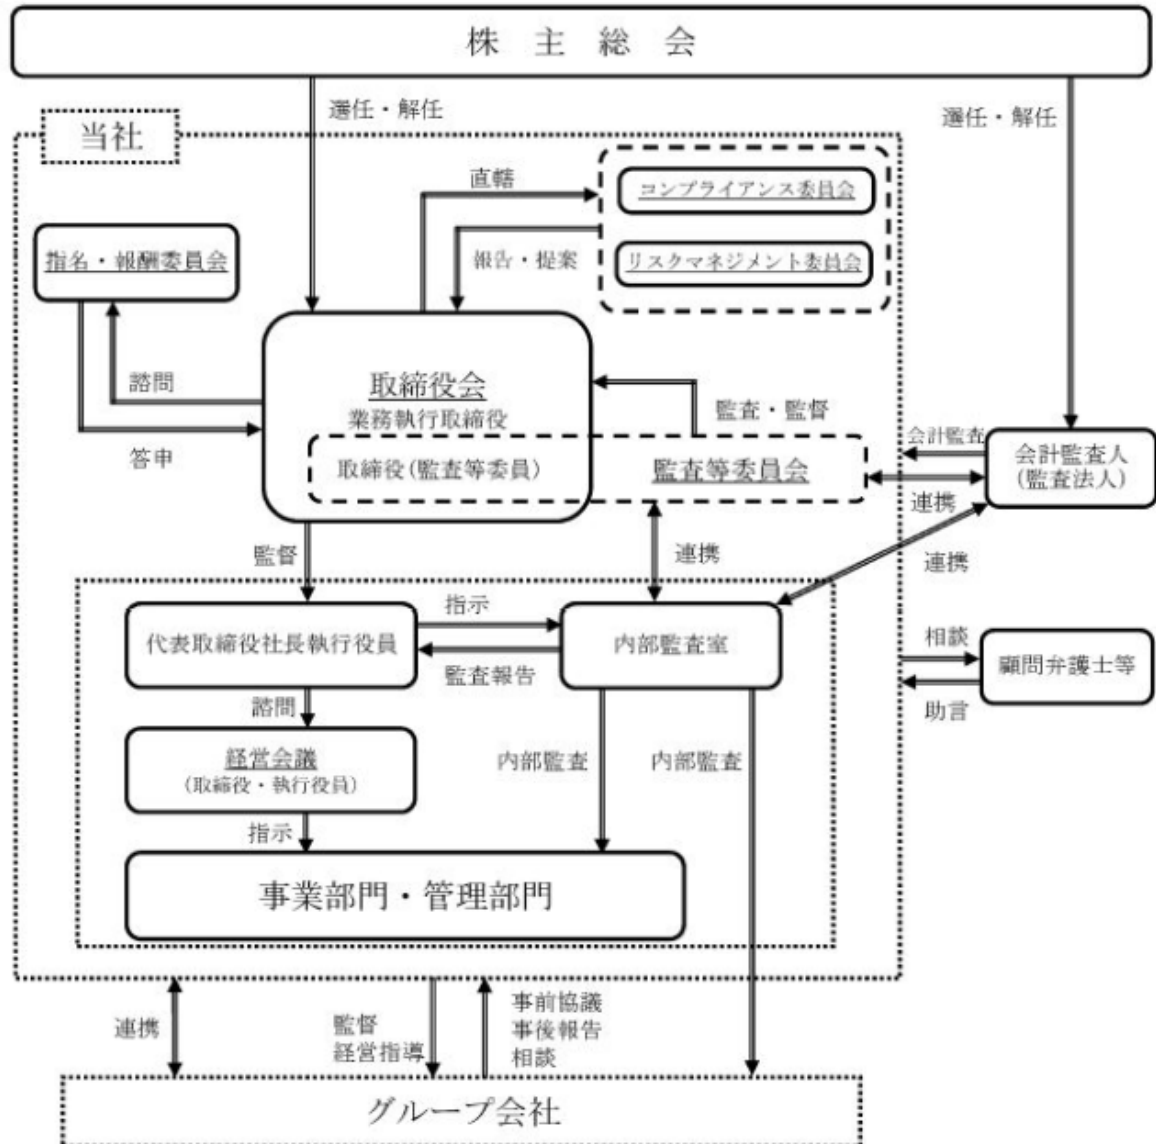 株主総会
選任・解任
選任・解任
当社
直轄
コンプライアンス委員会
指名・報酬委員会
報告・提案
リスクマネジメント委員会
諮問
取締役会
業務執行取締役
監査・監督
答申
取締役(監査等委員)
監査等委員会
会計監査
会計監査人
(監査法人)
連携
監督
連携
連携
代表取締役社長執行役員
指示
内部監査室
監査報告
相談
顧問弁護士等
助言
諮問
経営会議
(取締役・執行役員)
内部監査
内部監査
指示
事業部門・管理部門
連携
監督
経営指導
事前協議
事後報告
相談
グループ会社